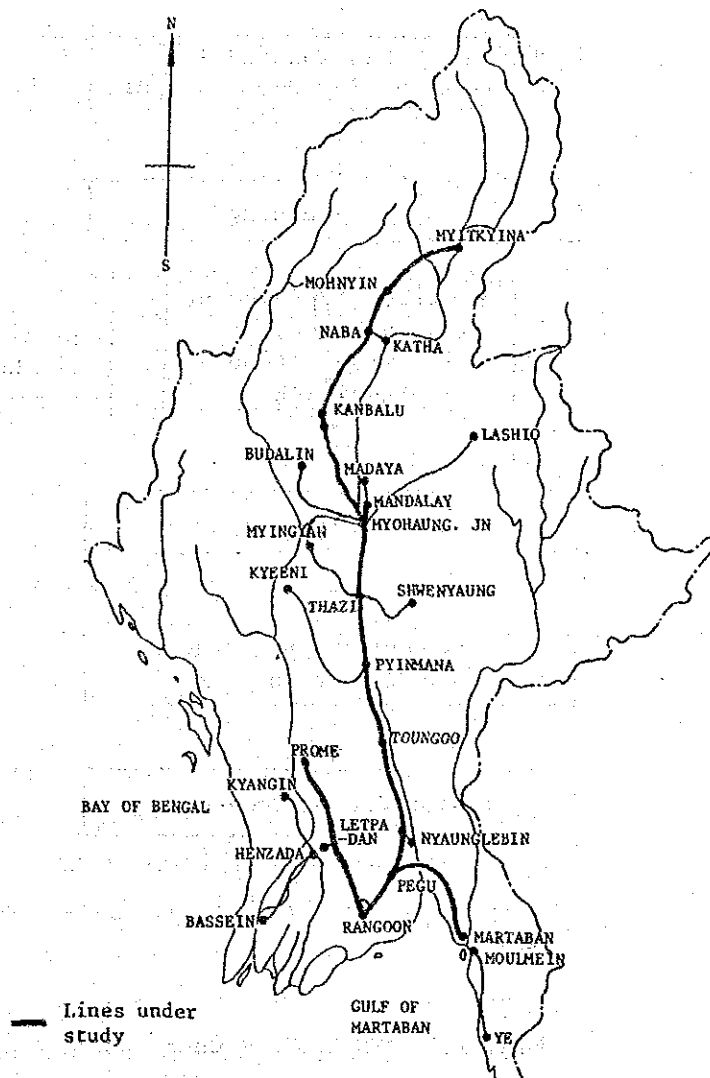 N
S
MYITKYINA
MOHNYIN
NABA
KATHA
KANBALU
LASHIO
BUDALIN
MADAYA
MANDALAY
MYOHAUNG. JN
MYINGYAN
KYEENI
THAZI
SHWENYAUNG
PYINMANA
TOUNGOO
PROME
KYANGIN
BAY OF BENGAL
LETPA
-DAN
NYAUNGLEBIN
HENZADA
PEGU
BASSEIN
RANGOON
MARTABAN
MOULMEIN
Lines under
study
GULF OF
MARTABAN
YE